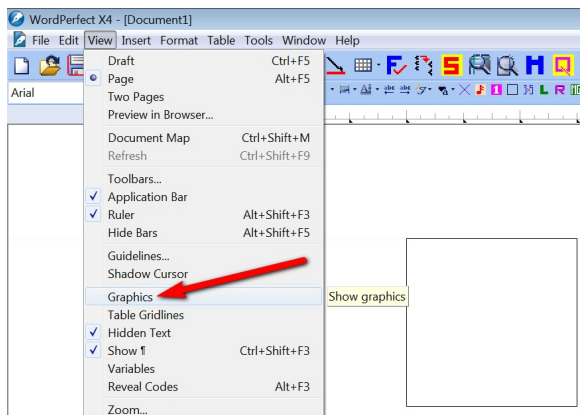 WordPerfect X4 - [Document1]
File Edit View Insert Format Table Tools Window Help
Arial
Draft Ctrl+F5
Page Alt+F5
Two Pages
Preview in Browser...
Document Map Ctrl+Shift+M
Refresh Ctrl+Shift+F9
Toolbars...
Application Bar
Ruler Alt+Shift+F3
Hide Bars Alt+Shift+F5
Guidelines...
Shadow Cursor
Graphics
Show graphics
Table Gridlines
Hidden Text
Show ¶ Ctrl+Shift+F3
Variables
Reveal Codes Alt+F3
Zoom...